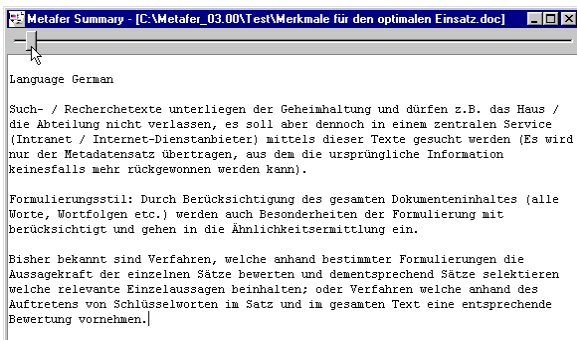 Metafer Summary - [C:\Metafer_03.00\Test\Merkmale für den optimalen Einsatz.doc]
Language German
Such- / Recherchetexte unterliegen der Geheimhaltung und dürfen z.B. das Haus /
die Abteilung nicht verlassen, es soll aber dennoch in einem zentralen Service
(Intranet / Internet-Dienstanbieter) mittels dieser Texte gesucht werden (Es wird
nur der Metadatensatz übertragen, aus dem die ursprüngliche Information
keinesfalls mehr rückgewonnen werden kann).
Formulierungsstil: Durch Berücksichtigung des gesamten Dokumenteninhaltes (alle
Worte, Wortfolgen etc.) werden auch Besonderheiten der Formulierung mit
berücksichtigt und gehen in die Ähnlichkeitsermittlung ein.
Bisher bekannt sind Verfahren, welche anhand bestimmter Formulierungen die
Aussagekraft der einzelnen Sätze bewerten und dementsprechend Sätze selektieren
welche relevante Einzelaussagen beinhalten; oder Verfahren welche anhand des
Auftretens von Schlüsselworten im Satz und im gesamten Text eine entsprechende
Bewertung vornehmen.